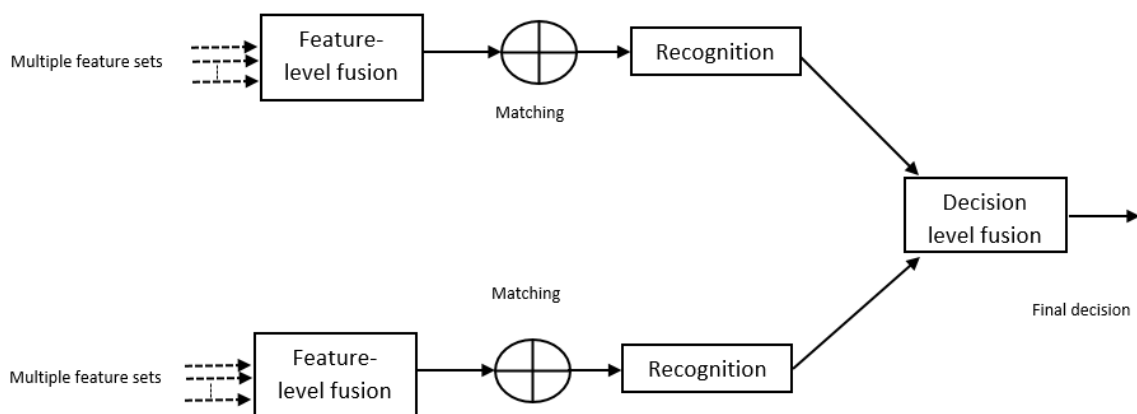 Multiple feature sets
Feature-
level fusion
Matching
Recognition
Decision
level fusion
Final decision
Matching
Multiple feature sets
Feature-
level fusion
Recognition